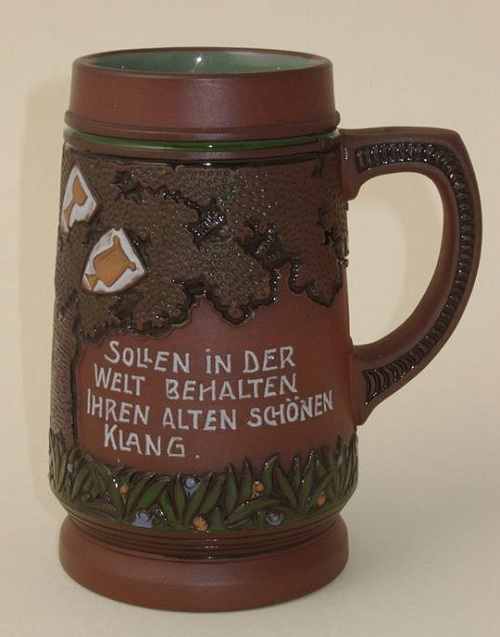 SOLLEN iN DER
WELT BEHALTEN
IHREN ALTEN SCHÖNEN
KLANG.